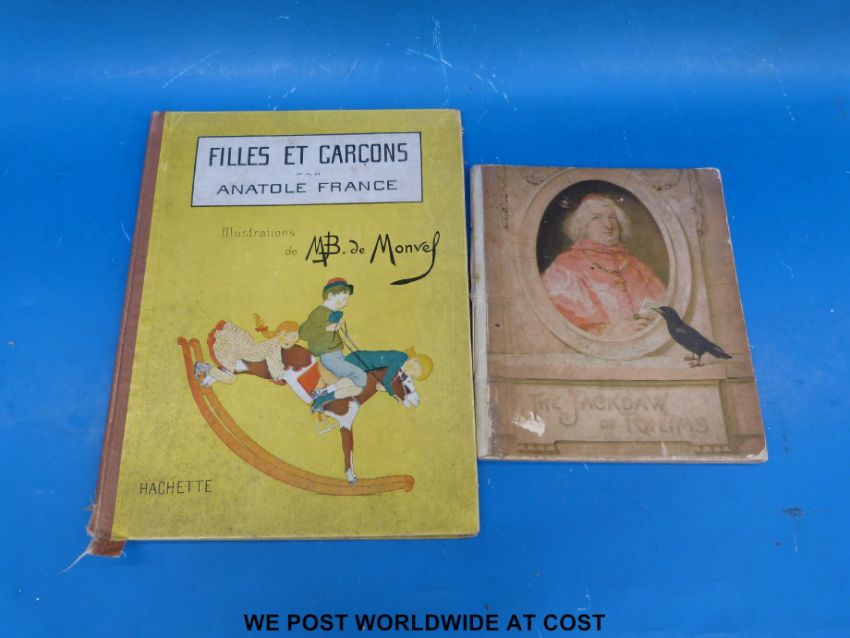 FILLES ET GARÇONS
PAR
ANATOLE FRANCE
Illustrations
de MB. de Monvel
HACHETTE
THE JACKDAW
OF RHEIMS
WE POST WORLDWIDE AT COST